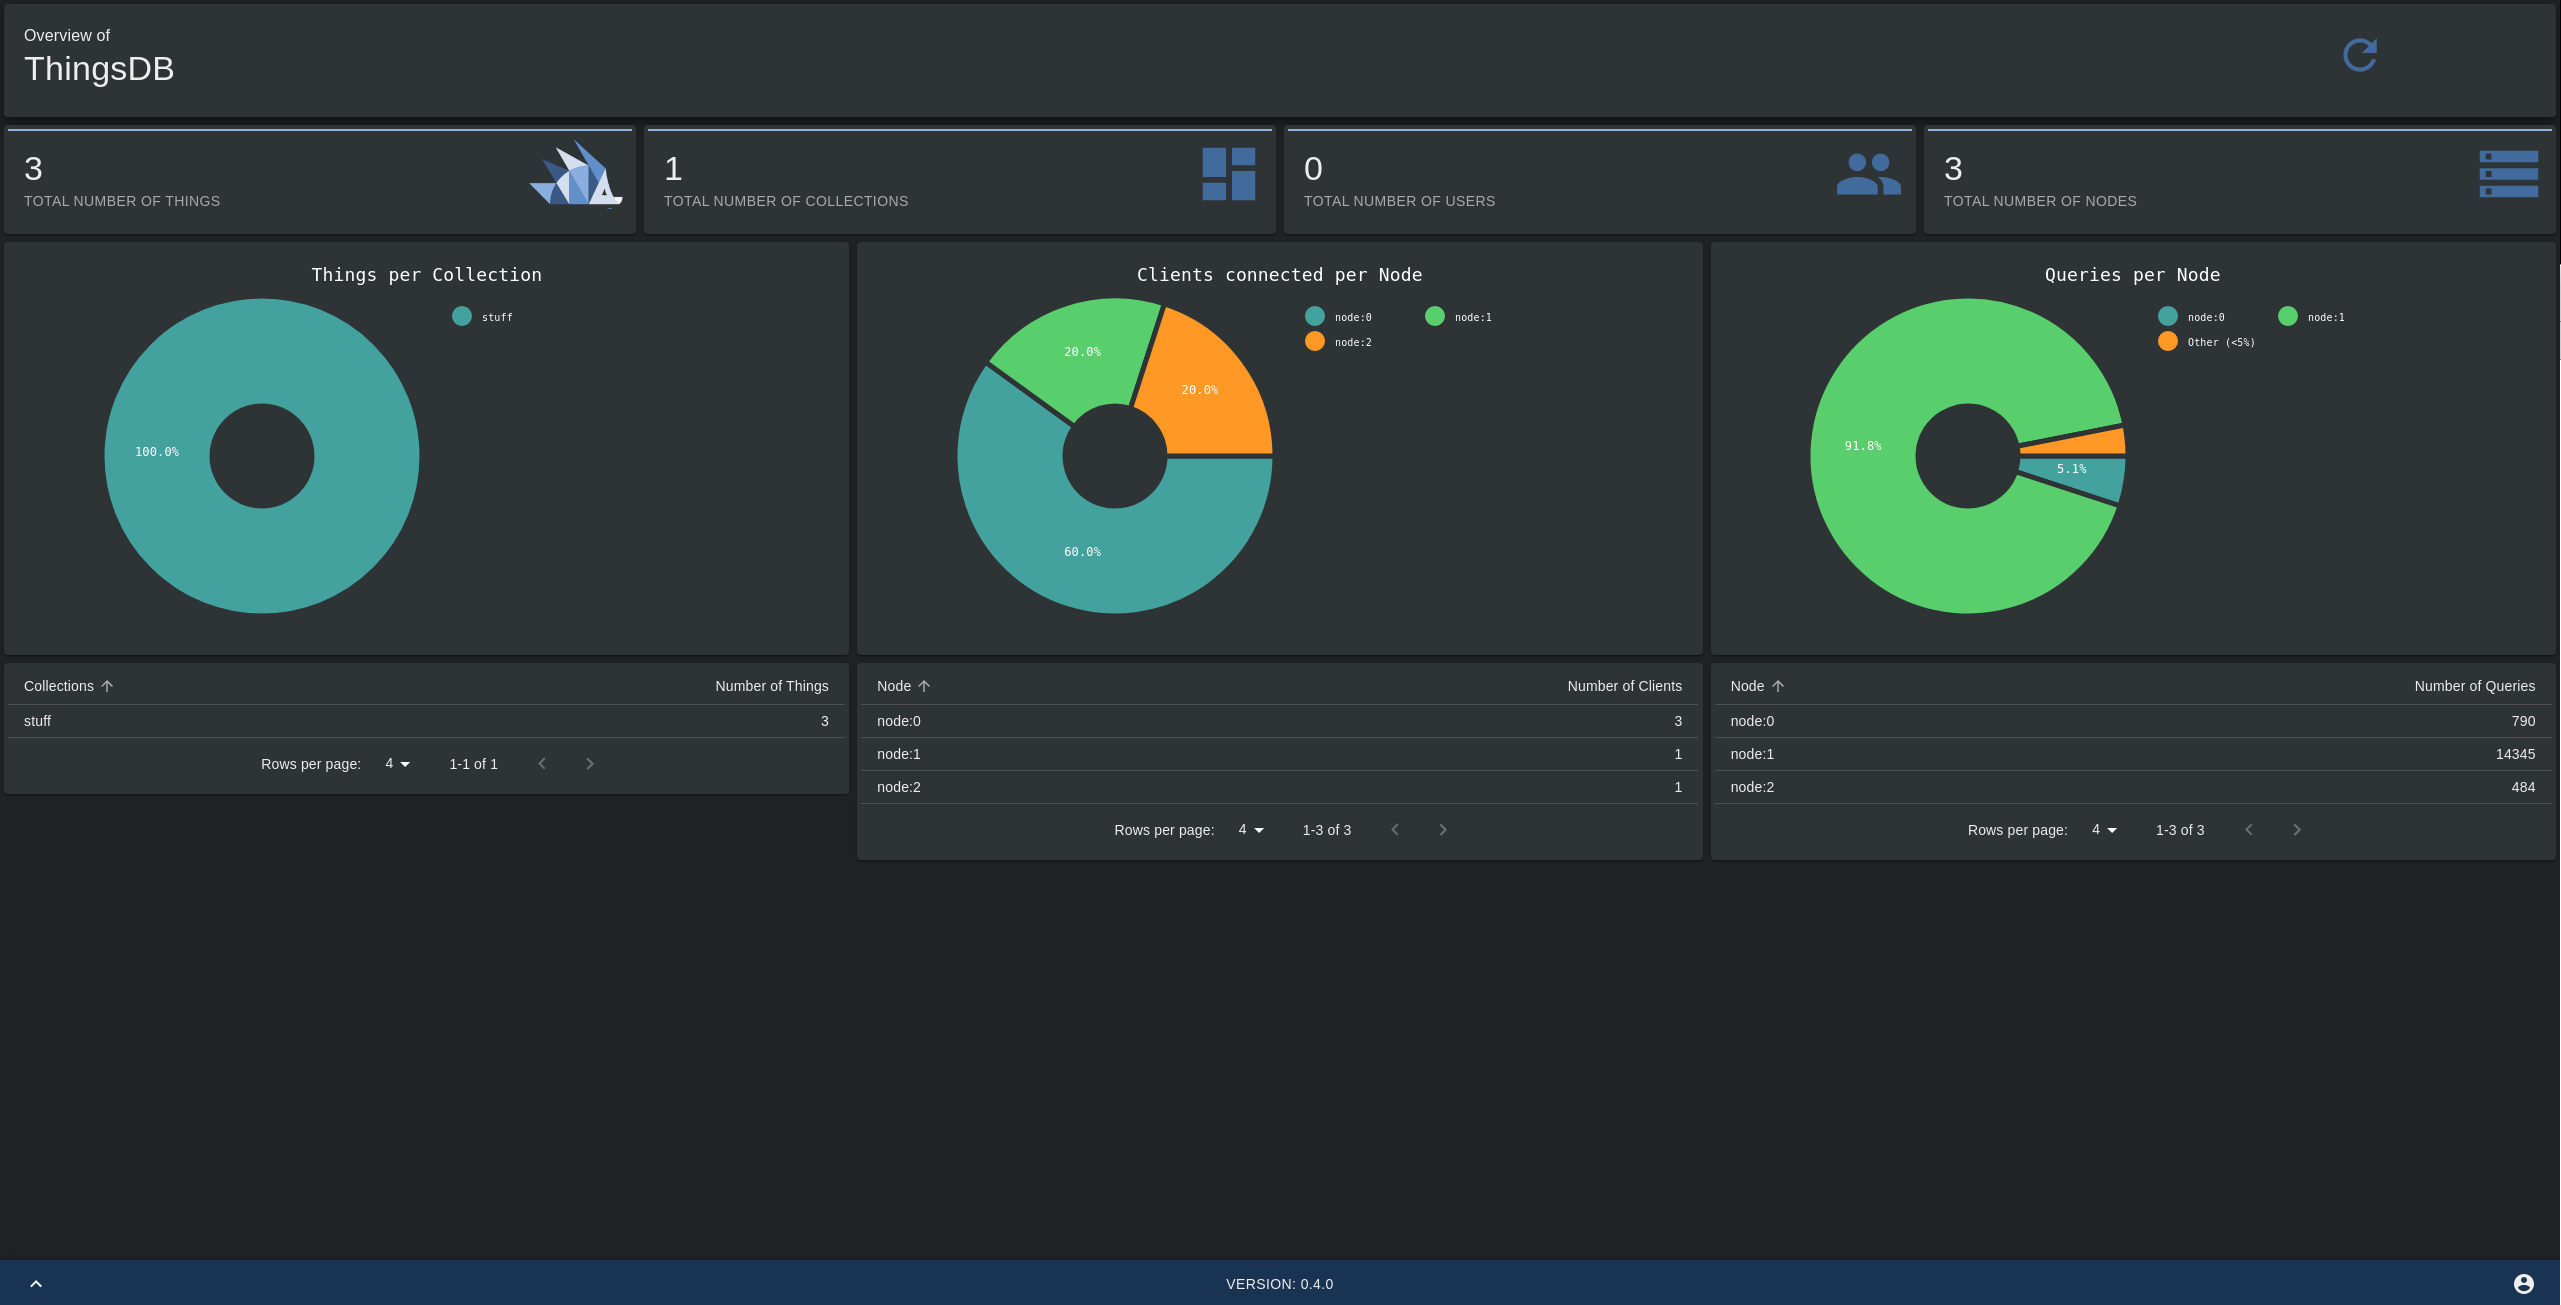 Overview of
ThingsDB
3
TOTAL NUMBER OF THINGS
1
TOTAL NUMBER OF COLLECTIONS
0
TOTAL NUMBER OF USERS
3
TOTAL NUMBER OF NODES
Things per Collection
stuff
100.0%
Clients connected per Node
node:0 node:1
node:2
20.0%
20.0%
60.0%
Queries per Node
node:0 node:1
Other (<5%)
91.8%
5.1%
Collections Number of Things
stuff 3
Rows per page: 4 1-1 of 1
Node Number of Clients
node:0 3
node:1 1
node:2 1
Rows per page: 4 1-3 of 3
Node Number of Queries
node:0 790
node:1 14345
node:2 484
Rows per page: 4 1-3 of 3
VERSION: 0.4.0